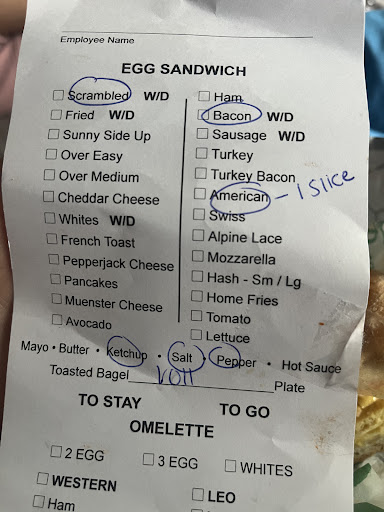 Employee Name
EGG SANDWICH
Scrambled W/D
Fried W/D
Sunny Side Up
Over Easy
Over Medium
Cheddar Cheese
Whites W/D
French Toast
Pepperjack Cheese
Pancakes
Muenster Cheese
Avocado
Ham
Bacon W/D
Sausage W/D
Turkey
Turkey Bacon
American - 1 Slice
Swiss
Alpine Lace
Mozzarella
Hash - Sm / Lg
Home Fries
Tomato
Lettuce
Mayo • Butter • Ketchup • Salt • Pepper • Hot Sauce
Toasted Bagel Roll Plate
TO STAY TO GO
OMELETTE
2 EGG 3 EGG WHITES
WESTERN LEO
Ham